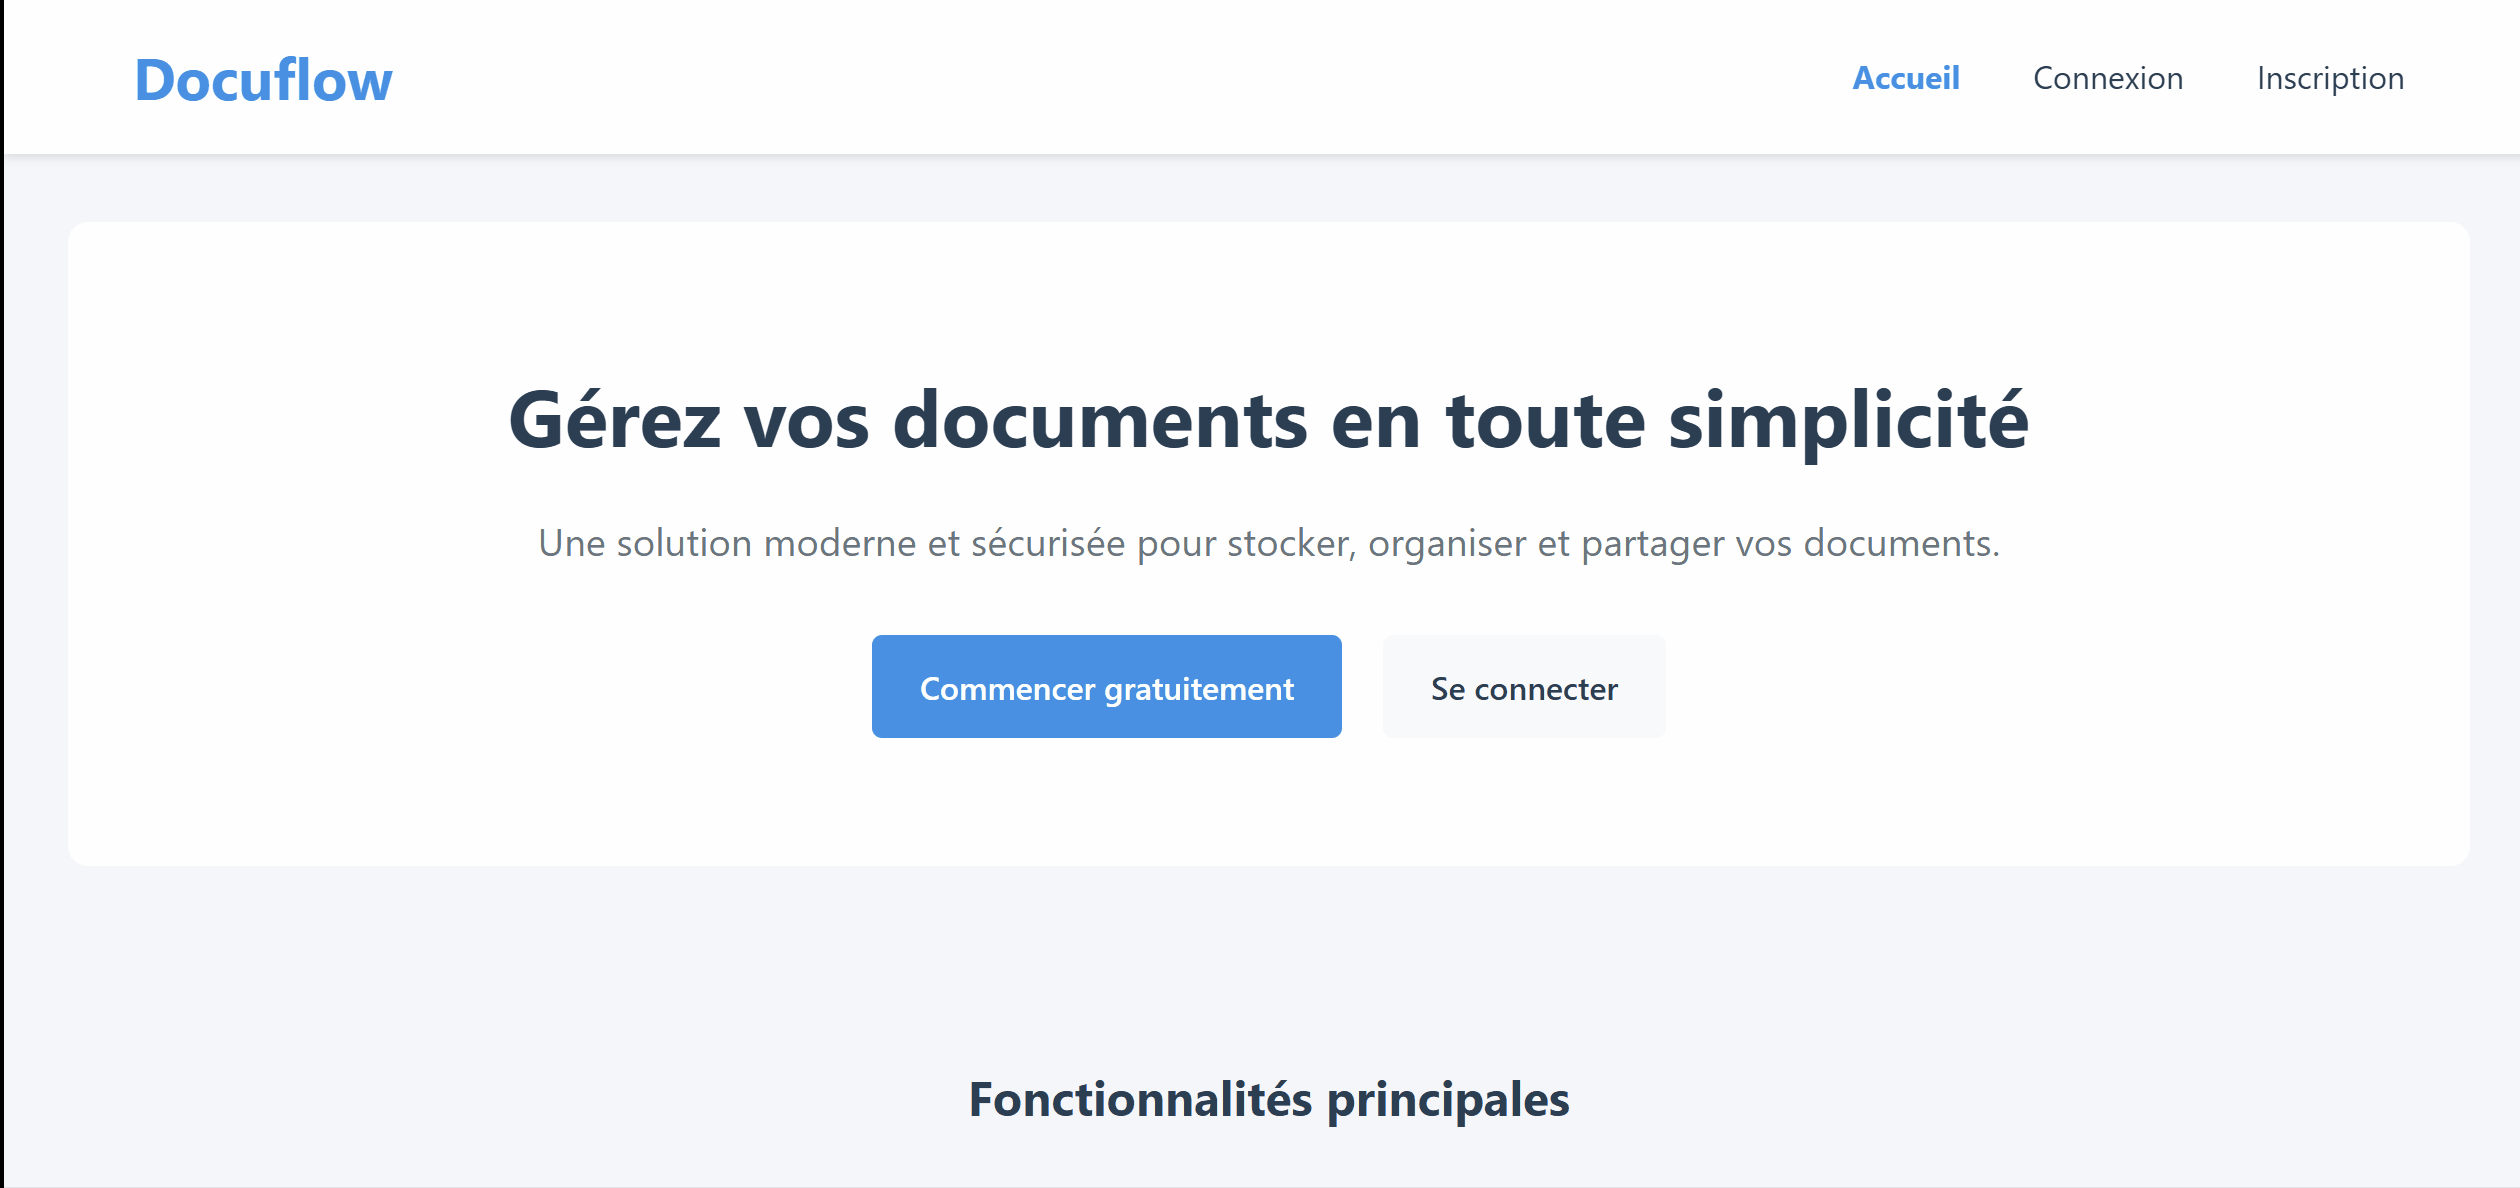 Docuflow
Accueil Connexion Inscription
Gérez vos documents en toute simplicité
Une solution moderne et sécurisée pour stocker, organiser et partager vos documents.
Commencer gratuitement Se connecter
Fonctionnalités principales